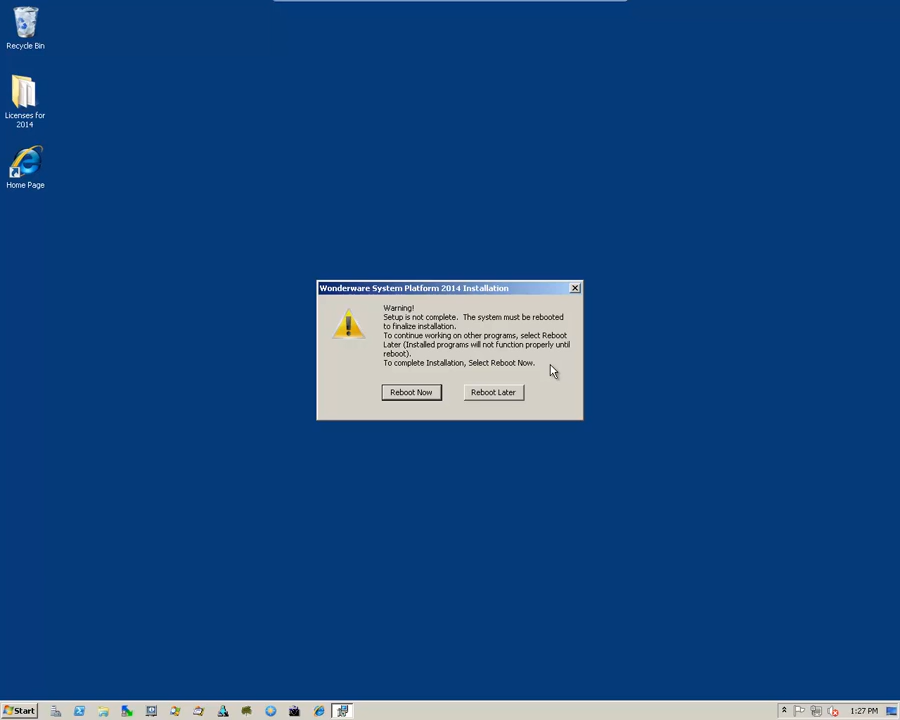 Recycle Bin
Licenses for
2014
Home Page
Wonderware System Platform 2014 Installation
Warning!
Setup is not complete.  The system must be rebooted
to finalize installation.
To continue working on other programs, select Reboot
Later (Installed programs will not function properly until
reboot).
To complete Installation, Select Reboot Now.
Reboot Now
Reboot Later
Start
1:27 PM